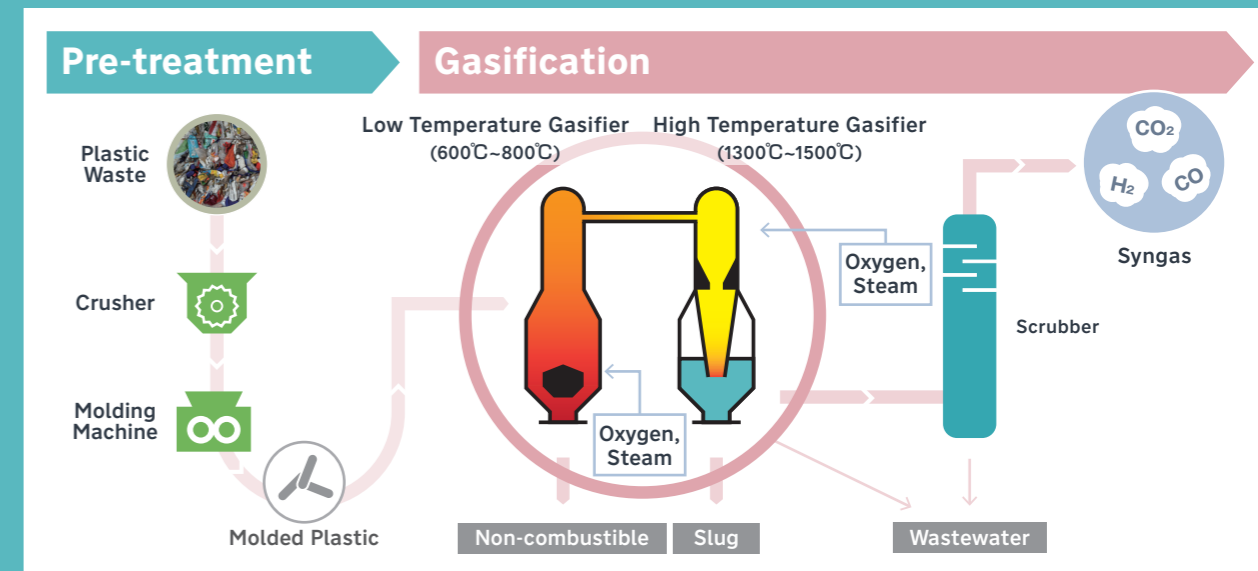 Pre-treatment
Gasification
Plastic
Waste
Crusher
Molding
Machine
Molded Plastic
Low Temperature Gasifier
(600℃~800℃)
High Temperature Gasifier
(1300℃~1500℃)
Oxygen,
Steam
Oxygen,
Steam
Non-combustible
Slug
Wastewater
Scrubber
CO₂
H₂
CO
Syngas